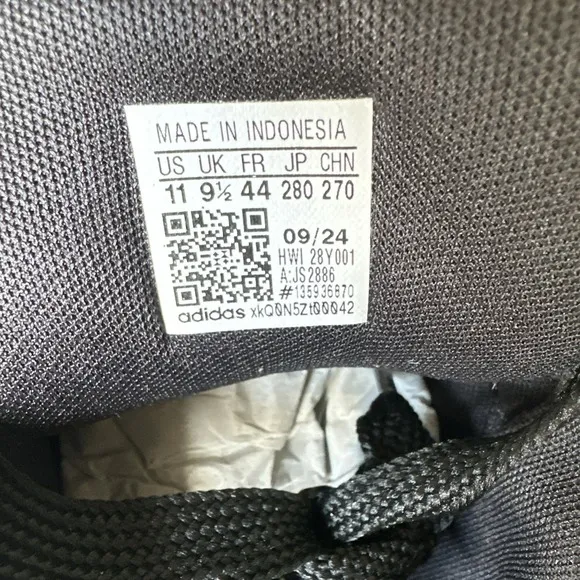 MADE IN INDONESIA
US UK FR JP CHN
11 9½ 44 280 270
09/24
HWI 28Y001
A:JS2886
#135936870
adidas xkQ0N5Zt00042